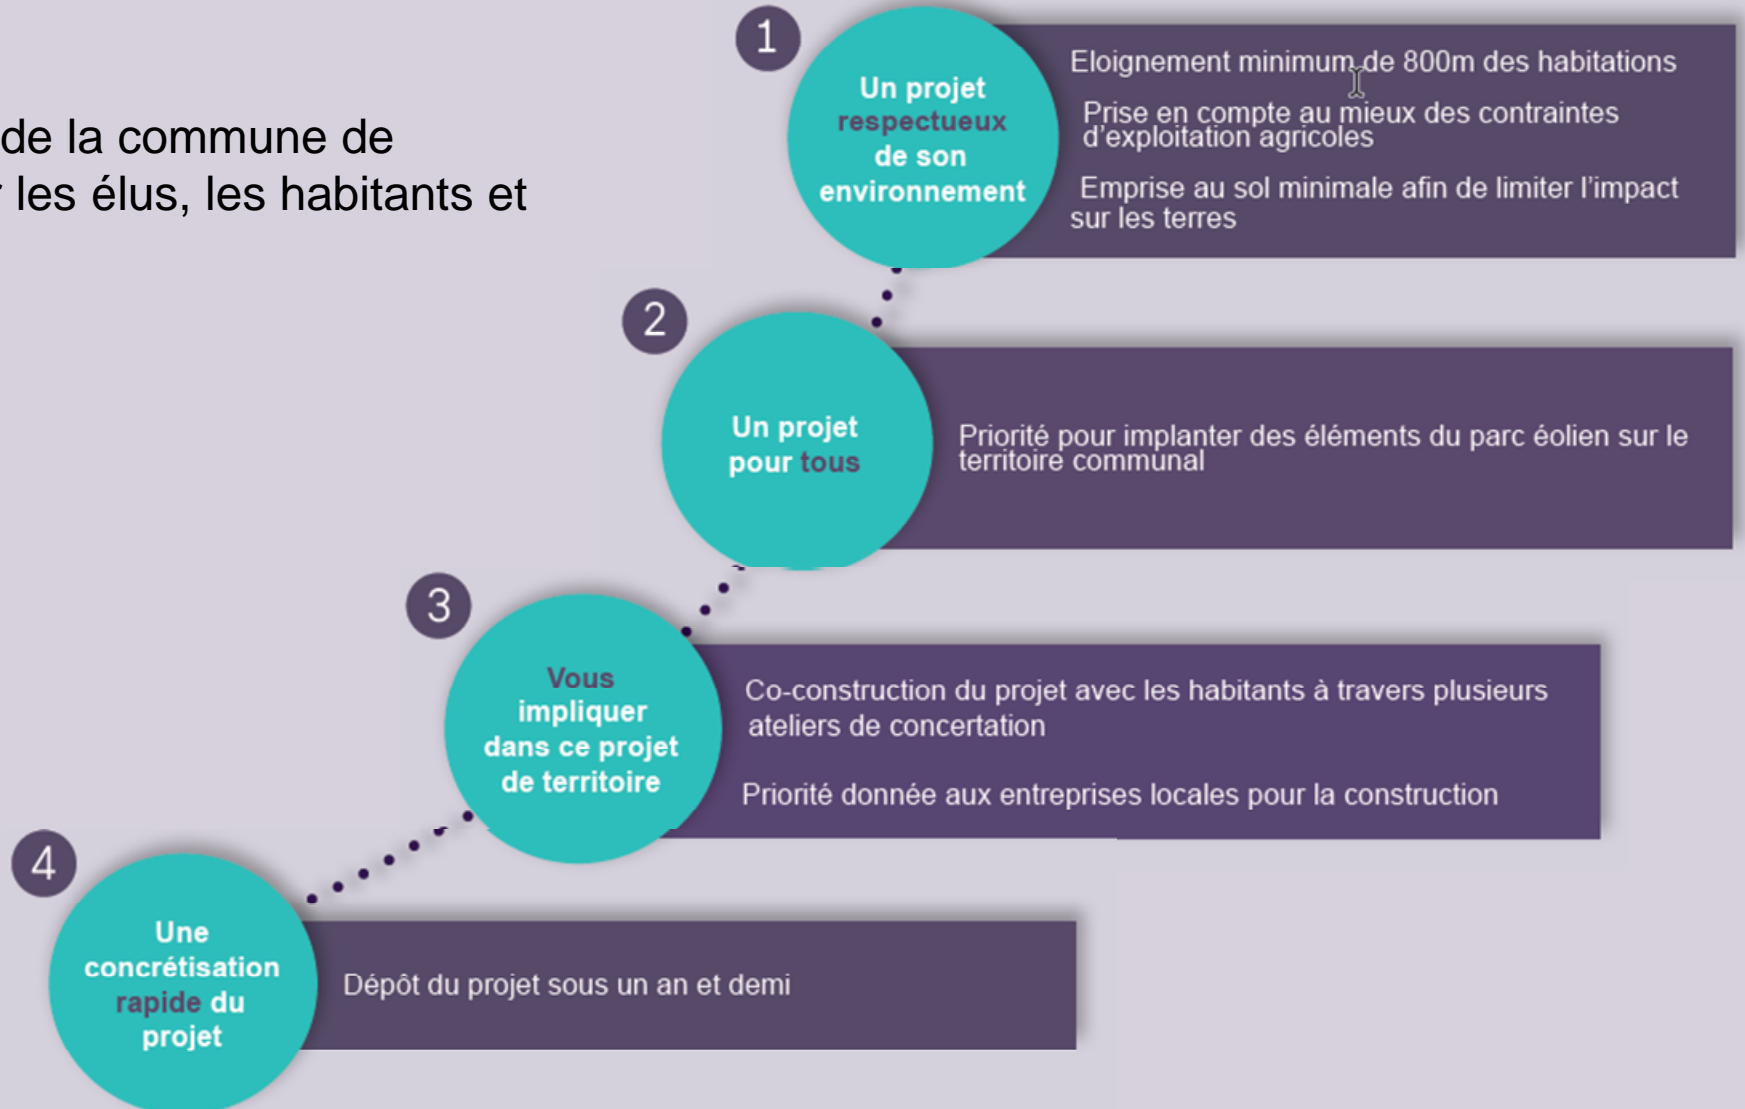 de la commune de
les élus, les habitants et
1
Un projet
respectueux
de son
environnement
Eloignement minimum de 800m des habitations
Prise en compte au mieux des contraintes
d'exploitation agricoles
Emprise au sol minimale afin de limiter l'impact
sur les terres
2
Un projet
pour tous
Priorité pour implanter des éléments du parc éolien sur le
territoire communal
3
Vous
impliquer
dans ce projet
de territoire
Co-construction du projet avec les habitants à travers plusieurs
ateliers de concertation
Priorité donnée aux entreprises locales pour la construction
4
Une
concrétisation
rapide du
projet
Dépôt du projet sous un an et demi